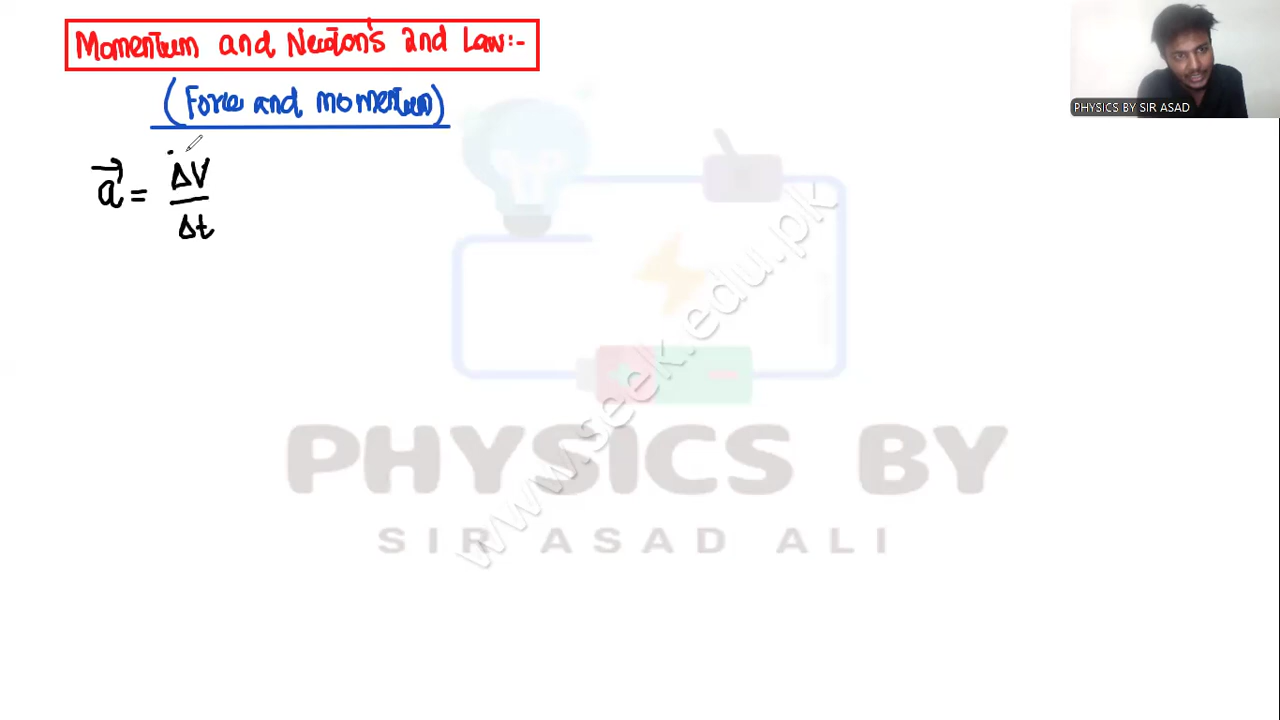 Momentum and Newton's 2nd Law:-
(Force and momentum)
a⃗ = ΔV / Δt
PHYSICS BY SIR ASAD
www.seek.edu.pk
PHYSICS BY
SIR ASAD ALI